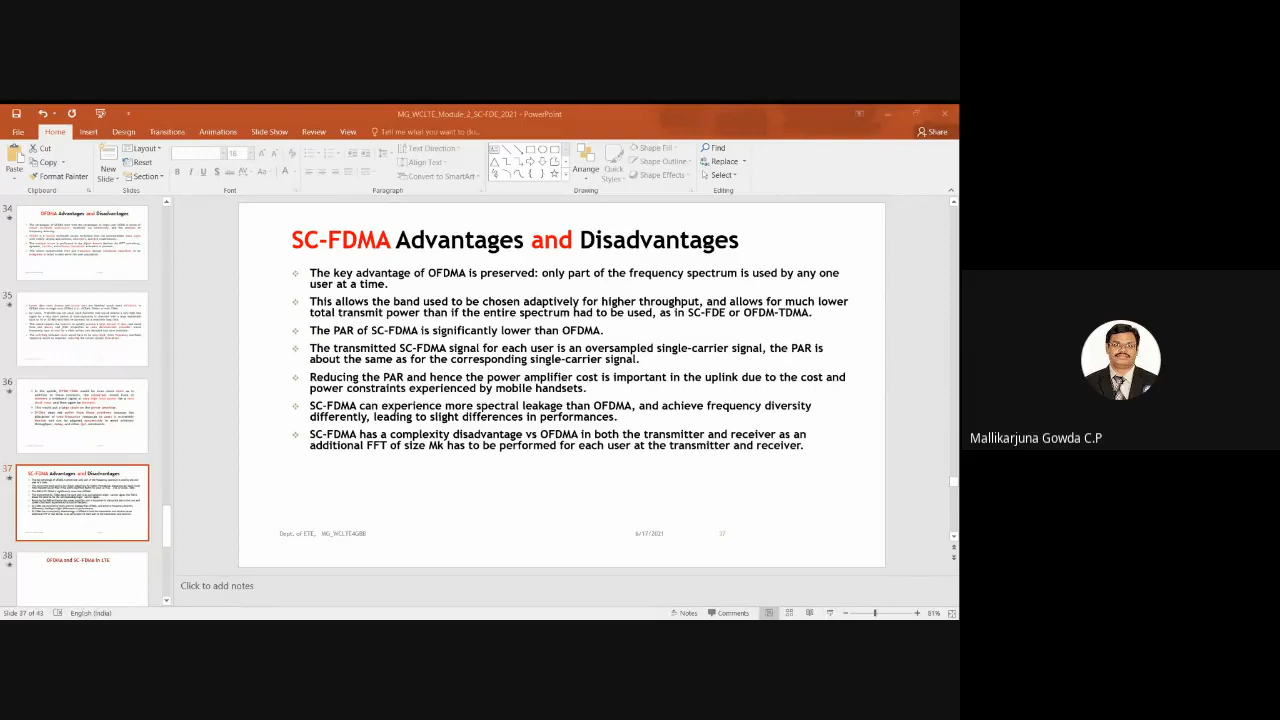 MG_WCLTE_Module_2_SC-FDE_2021 - PowerPoint
File Home Insert Design Transitions Animations Slide Show Review View Tell me what you want to do... Share
Paste Cut Copy Format Painter Clipboard
New Slide Layout Reset Section Slides
18 Font
Text Direction Align Text Convert to SmartArt Paragraph
Arrange Quick Styles Shape Fill Shape Outline Shape Effects Drawing
Find Replace Select Editing
34
OFDMA Advantages and Disadvantages
35
36
37
SC-FDMA Advantages and Disadvantages
38
OFDMA and SC-FDMA in LTE
SC-FDMA Advantages and Disadvantages
The key advantage of OFDMA is preserved: only part of the frequency spectrum is used by any one
user at a time.
This allows the band used to be chosen adaptively for higher throughput, and allows for much lower
total transmit power than if the entire spectrum had to be used, as in SC-FDE or OFDM-TDMA.
The PAR of SC-FDMA is significantly lower than OFDMA.
The transmitted SC-FDMA signal for each user is an oversampled single-carrier signal, the PAR is
about the same as for the corresponding single-carrier signal.
Reducing the PAR and hence the power amplifier cost is important in the uplink due to the cost and
power constraints experienced by mobile handsets.
SC-FDMA can experience more spectral leakage than OFDMA, and achieve frequency diversity
differently, leading to slight differences in performances.
SC-FDMA has a complexity disadvantage vs OFDMA in both the transmitter and receiver as an
additional FFT of size Mk has to be performed for each user at the transmitter and receiver.
Dept. of ETE, MG_WCLTE4GBB 6/17/2021 37
Click to add notes
Slide 37 of 43 English (India) Notes Comments 81%
Mallikarjuna Gowda C.P